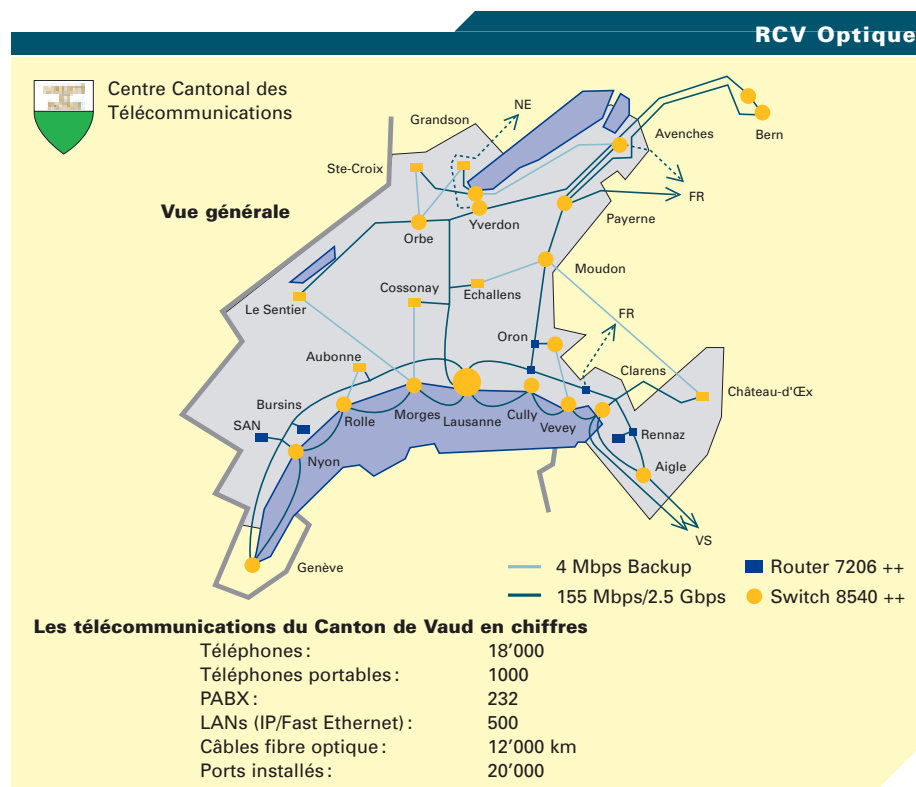 RCV Optique
Centre Cantonal des
Télécommunications
Vue générale
NE
Grandson
Avenches
Bern
Ste-Croix
FR
Payerne
Yverdon
Orbe
Moudon
Cossonay
Echallens
Le Sentier
FR
Oron
Aubonne
Clarens
Château-d'Œx
Bursins
SAN
Rolle
Morges
Lausanne
Cully
Vevey
Rennaz
Nyon
Aigle
VS
Genève
4 Mbps Backup
Router 7206 ++
155 Mbps/2.5 Gbps
Switch 8540 ++
Les télécommunications du Canton de Vaud en chiffres
Téléphones: 18’000
Téléphones portables: 1000
PABX: 232
LANs (IP/Fast Ethernet): 500
Câbles fibre optique: 12’000 km
Ports installés: 20’000